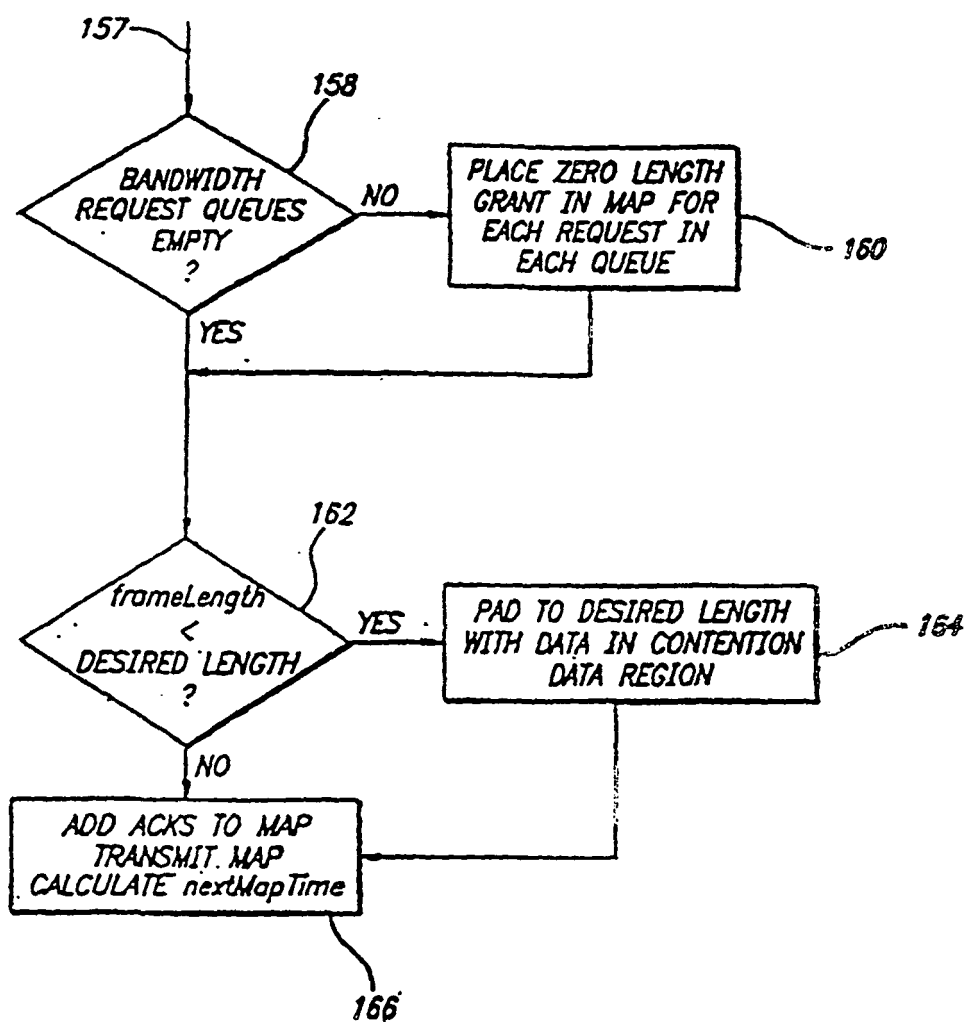 157
158
BANDWIDTH
REQUEST QUEUES
EMPTY
?
NO
PLACE ZERO LENGTH
GRANT IN MAP FOR
EACH REQUEST IN
EACH QUEUE
160
YES
162
frameLength
<
DESIRED LENGTH
?
YES
PAD TO DESIRED LENGTH
WITH DATA IN CONTENTION
DATA REGION
164
NO
ADD ACKS TO MAP
TRANSMIT MAP
CALCULATE nextMapTime
166